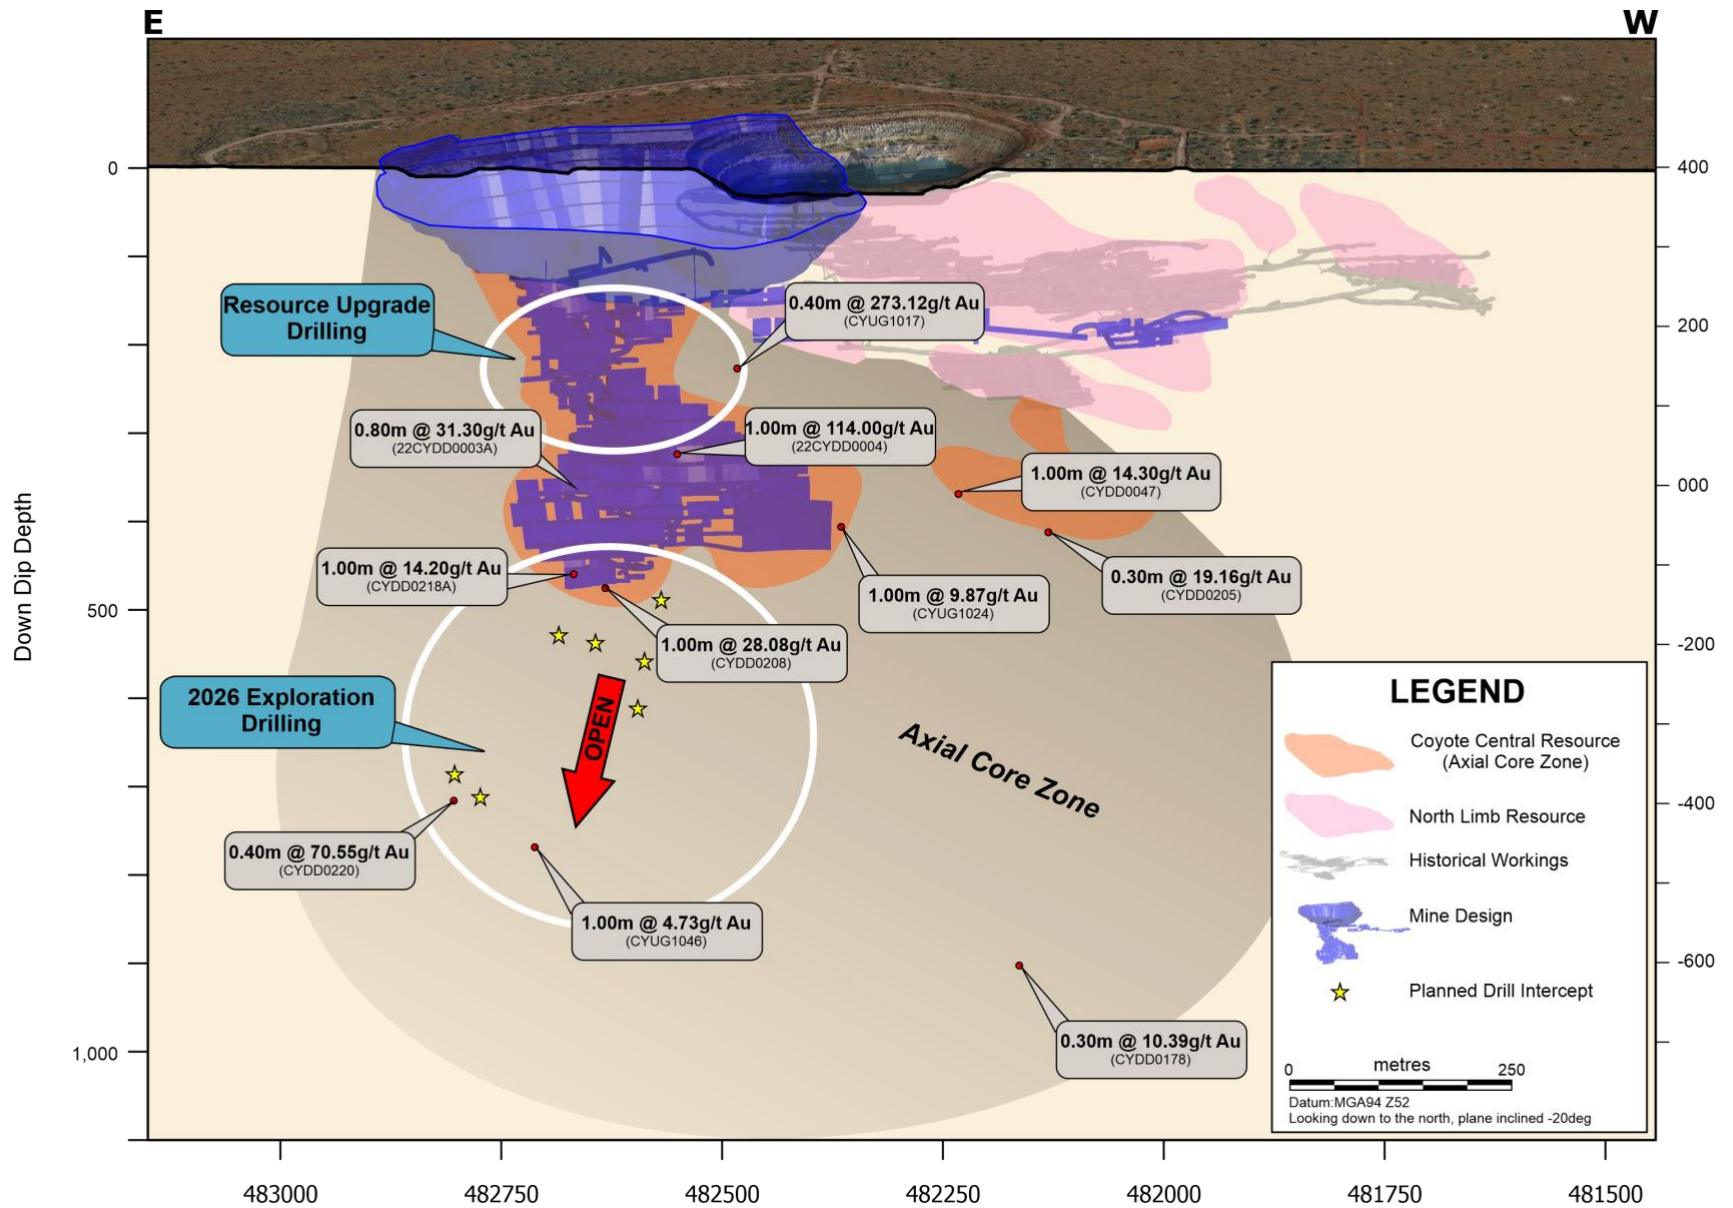 E
W
0
400
Resource Upgrade
Drilling
0.40m @ 273.12g/t Au
(CYUG1017)
200
0.80m @ 31.30g/t Au
(22CYDD0003A)
1.00m @ 114.00g/t Au
(22CYDD0004)
1.00m @ 14.30g/t Au
(CYDD0047)
000
Down Dip Depth
1.00m @ 14.20g/t Au
(CYDD0218A)
1.00m @ 9.87g/t Au
(CYUG1024)
0.30m @ 19.16g/t Au
(CYDD0205)
500
1.00m @ 28.08g/t Au
(CYDD0208)
-200
2026 Exploration
Drilling
OPEN
Axial Core Zone
-400
0.40m @ 70.55g/t Au
(CYDD0220)
1.00m @ 4.73g/t Au
(CYUG1046)
-600
0.30m @ 10.39g/t Au
(CYDD0178)
1,000
LEGEND
Coyote Central Resource
(Axial Core Zone)
North Limb Resource
Historical Workings
Mine Design
Planned Drill Intercept
metres
0 250
Datum:MGA94 Z52
Looking down to the north, plane inclined -20deg
483000 482750 482500 482250 482000 481750 481500